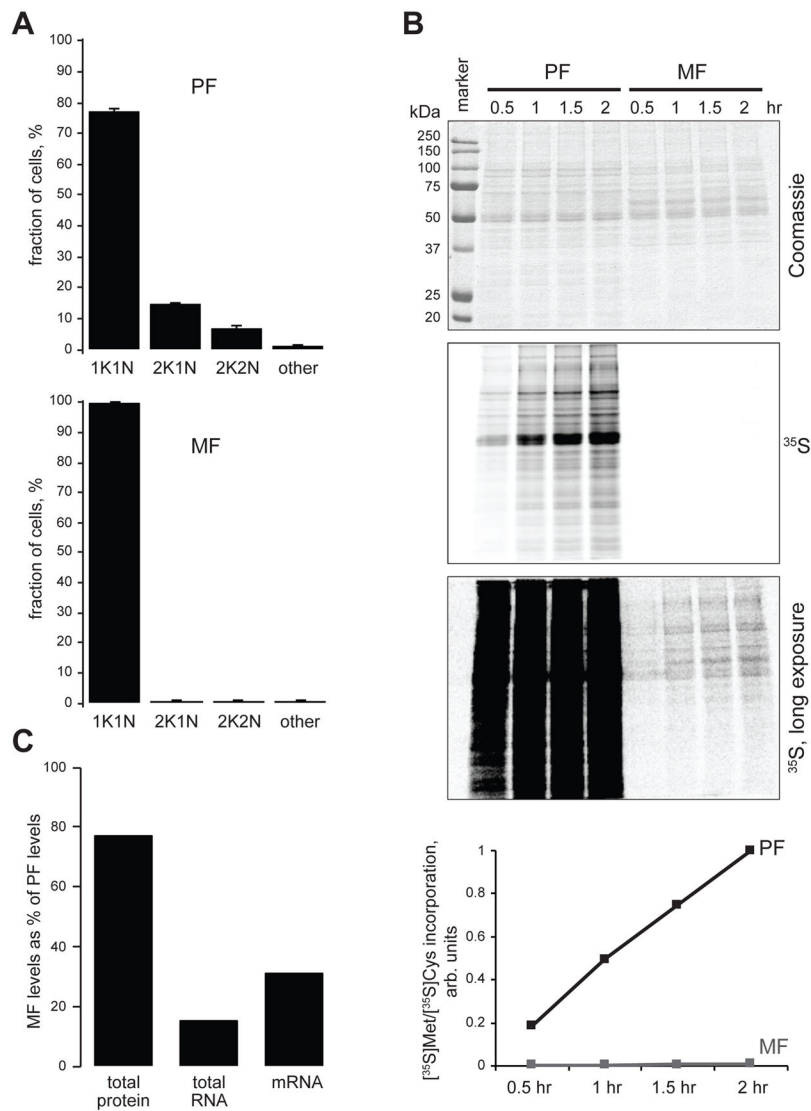 A
100
90
80
70
60
50
40
30
20
10
0
fraction of cells, %
PF
1K1N 2K1N 2K2N other
100
90
80
70
60
50
40
30
20
10
0
fraction of cells, %
MF
1K1N 2K1N 2K2N other
C
100
80
60
40
20
0
MF levels as % of PF levels
total protein
total RNA
mRNA
B
marker
PF MF
kDa 0.5 1 1.5 2 0.5 1 1.5 2 hr
250
150
100
75
50
37
25
20
Coomassie
³⁵S
³⁵S, long exposure
[³⁵S]Met/[³⁵S]Cys incorporation,
arb. units
1
0.8
0.6
0.4
0.2
0
PF
MF
0.5 hr 1 hr 1.5 hr 2 hr